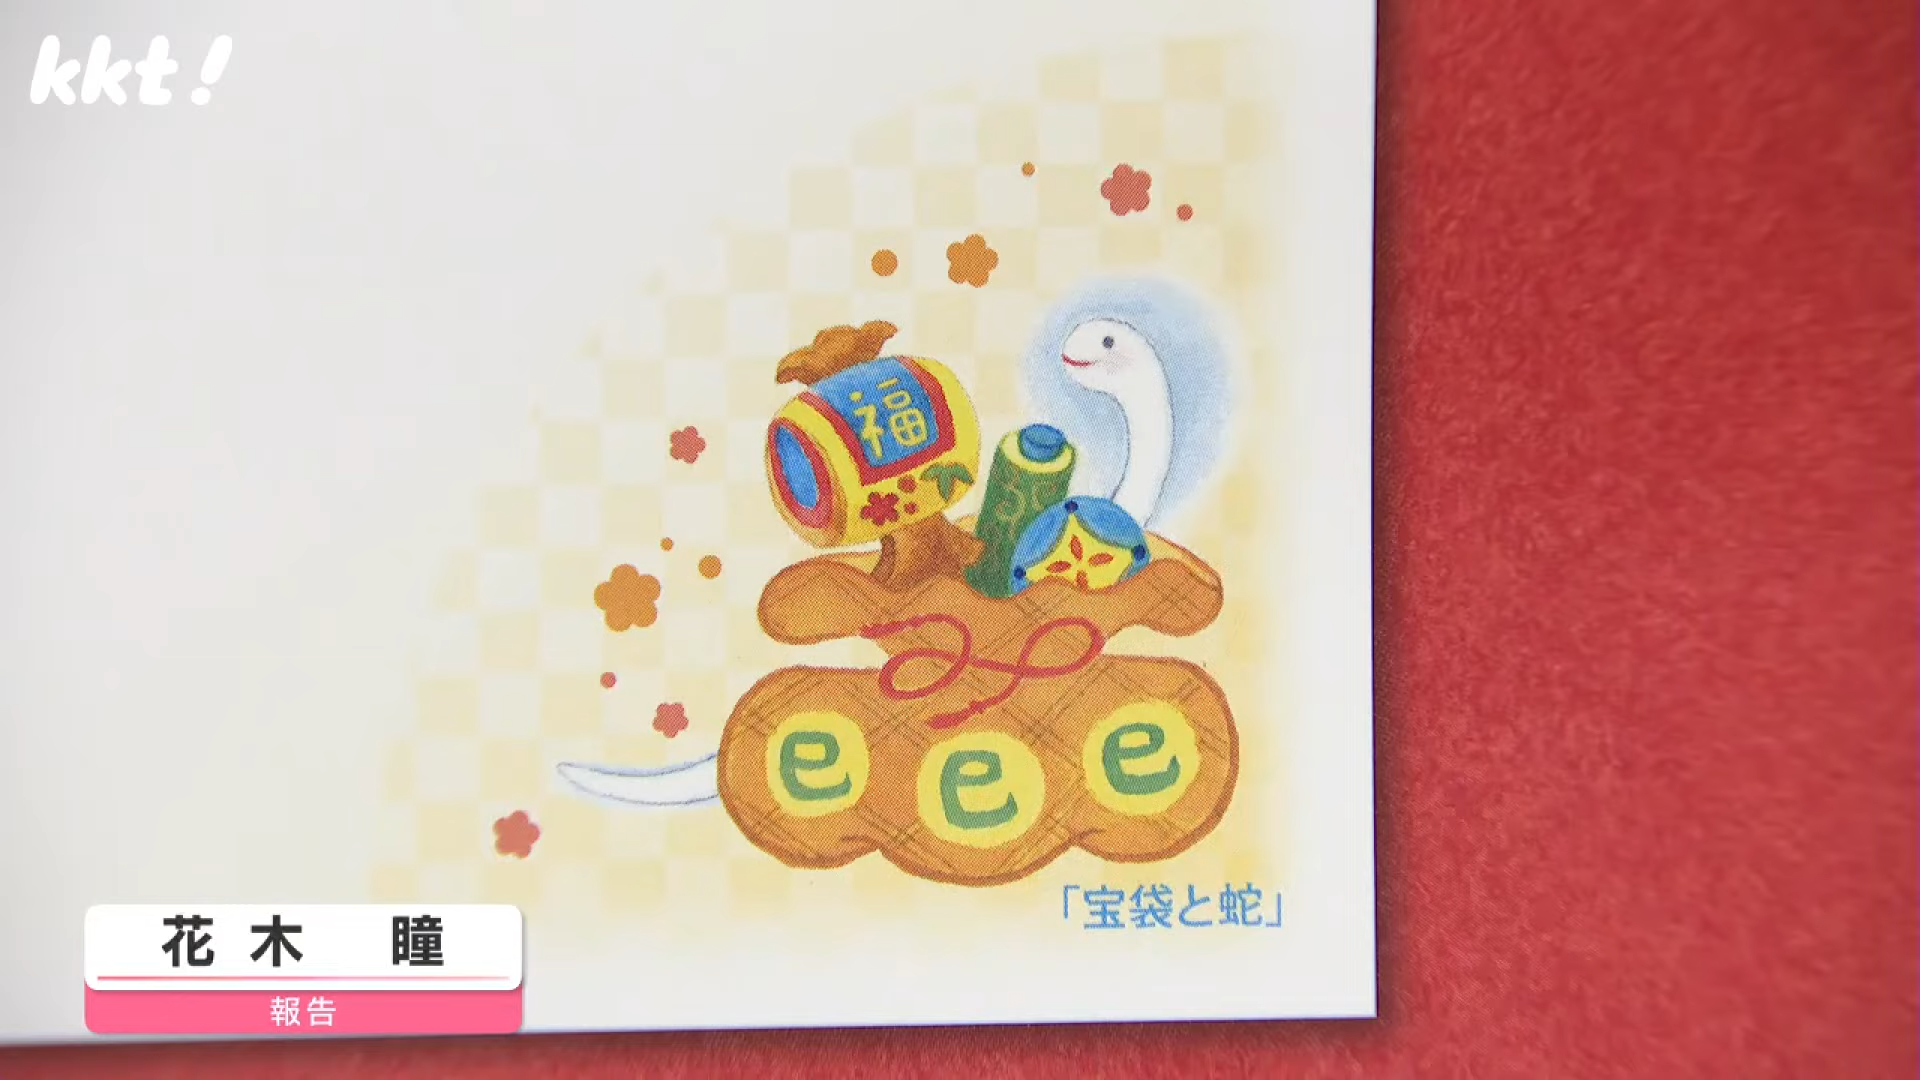 kkt!
福
巳 巳 巳
「宝袋と蛇」
花木 瞳
報告